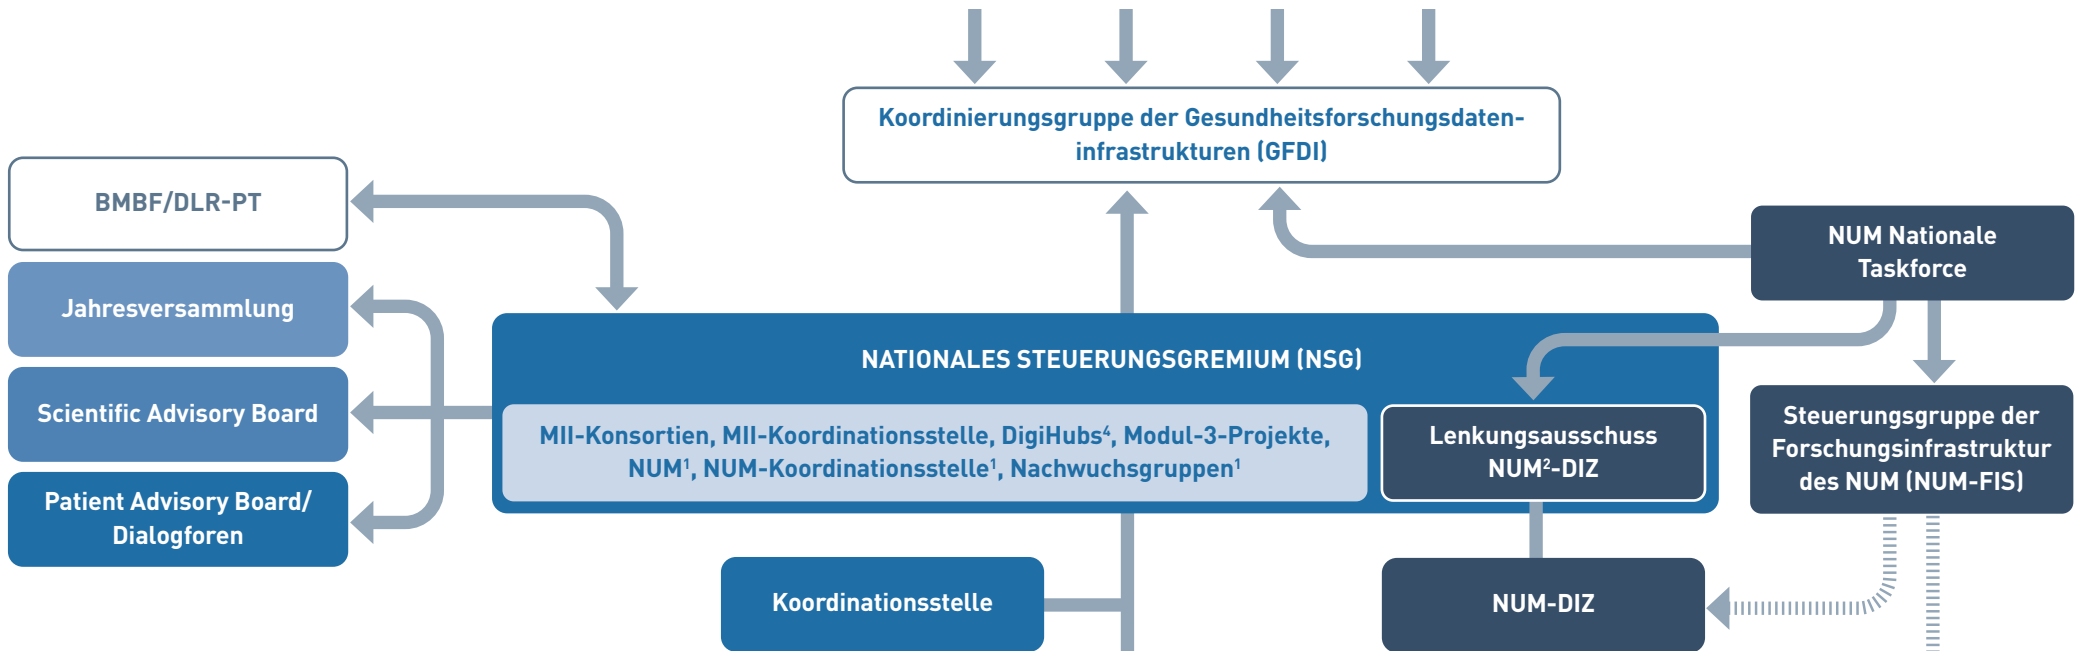 Koordinierungsgruppe der Gesundheitsforschungsdaten-
infrastrukturen (GFDI)
BMBF/DLR-PT
NUM Nationale
Taskforce
Jahresversammlung
NATIONALES STEUERUNGSGREMIUM (NSG)
Scientific Advisory Board
MII-Konsortien, MII-Koordinationsstelle, DigiHubs⁴, Modul-3-Projekte,
NUM¹, NUM-Koordinationsstelle¹, Nachwuchsgruppen¹
Lenkungsausschuss
NUM²-DIZ
Steuerungsgruppe der
Forschungsinfrastruktur
des NUM (NUM-FIS)
Patient Advisory Board/
Dialogforen
Koordinationsstelle
NUM-DIZ